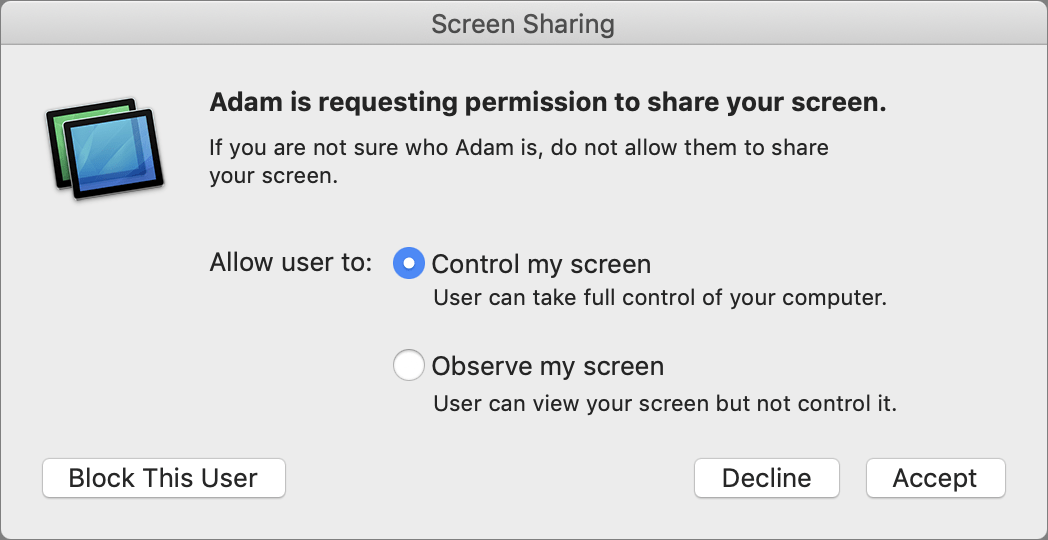 Screen Sharing
Adam is requesting permission to share your screen.
If you are not sure who Adam is, do not allow them to share
your screen.
Allow user to:
Control my screen
User can take full control of your computer.
Observe my screen
User can view your screen but not control it.
Block This User
Decline
Accept